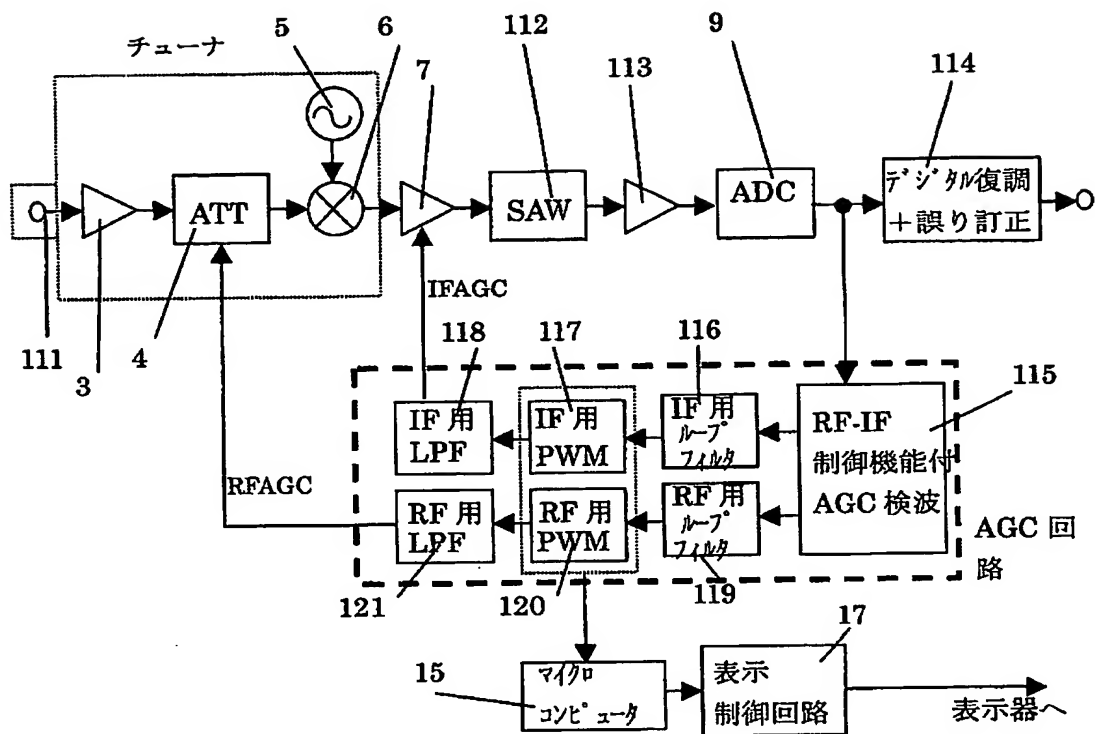 チューナ
5
6
7
112
113
9
114
ATT
SAW
ADC
デジタル復調
+誤り訂正
111
3
4
IFAGC
RFAGC
118
117
116
115
IF用
LPF
IF用
PWM
IF用
ループ
フィルタ
RF-IF
制御機能付
AGC検波
RF用
LPF
RF用
PWM
RF用
ループ
フィルタ
AGC回
路
121
120
119
15
マイクロ
コンピュータ
17
表示
制御回路
表示器へ